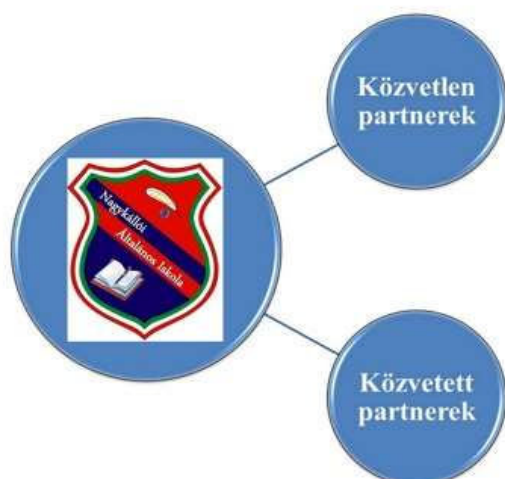 Közvetlen
partnerek
Nagykállói
Általános Iskola
Közvetett
partnerek